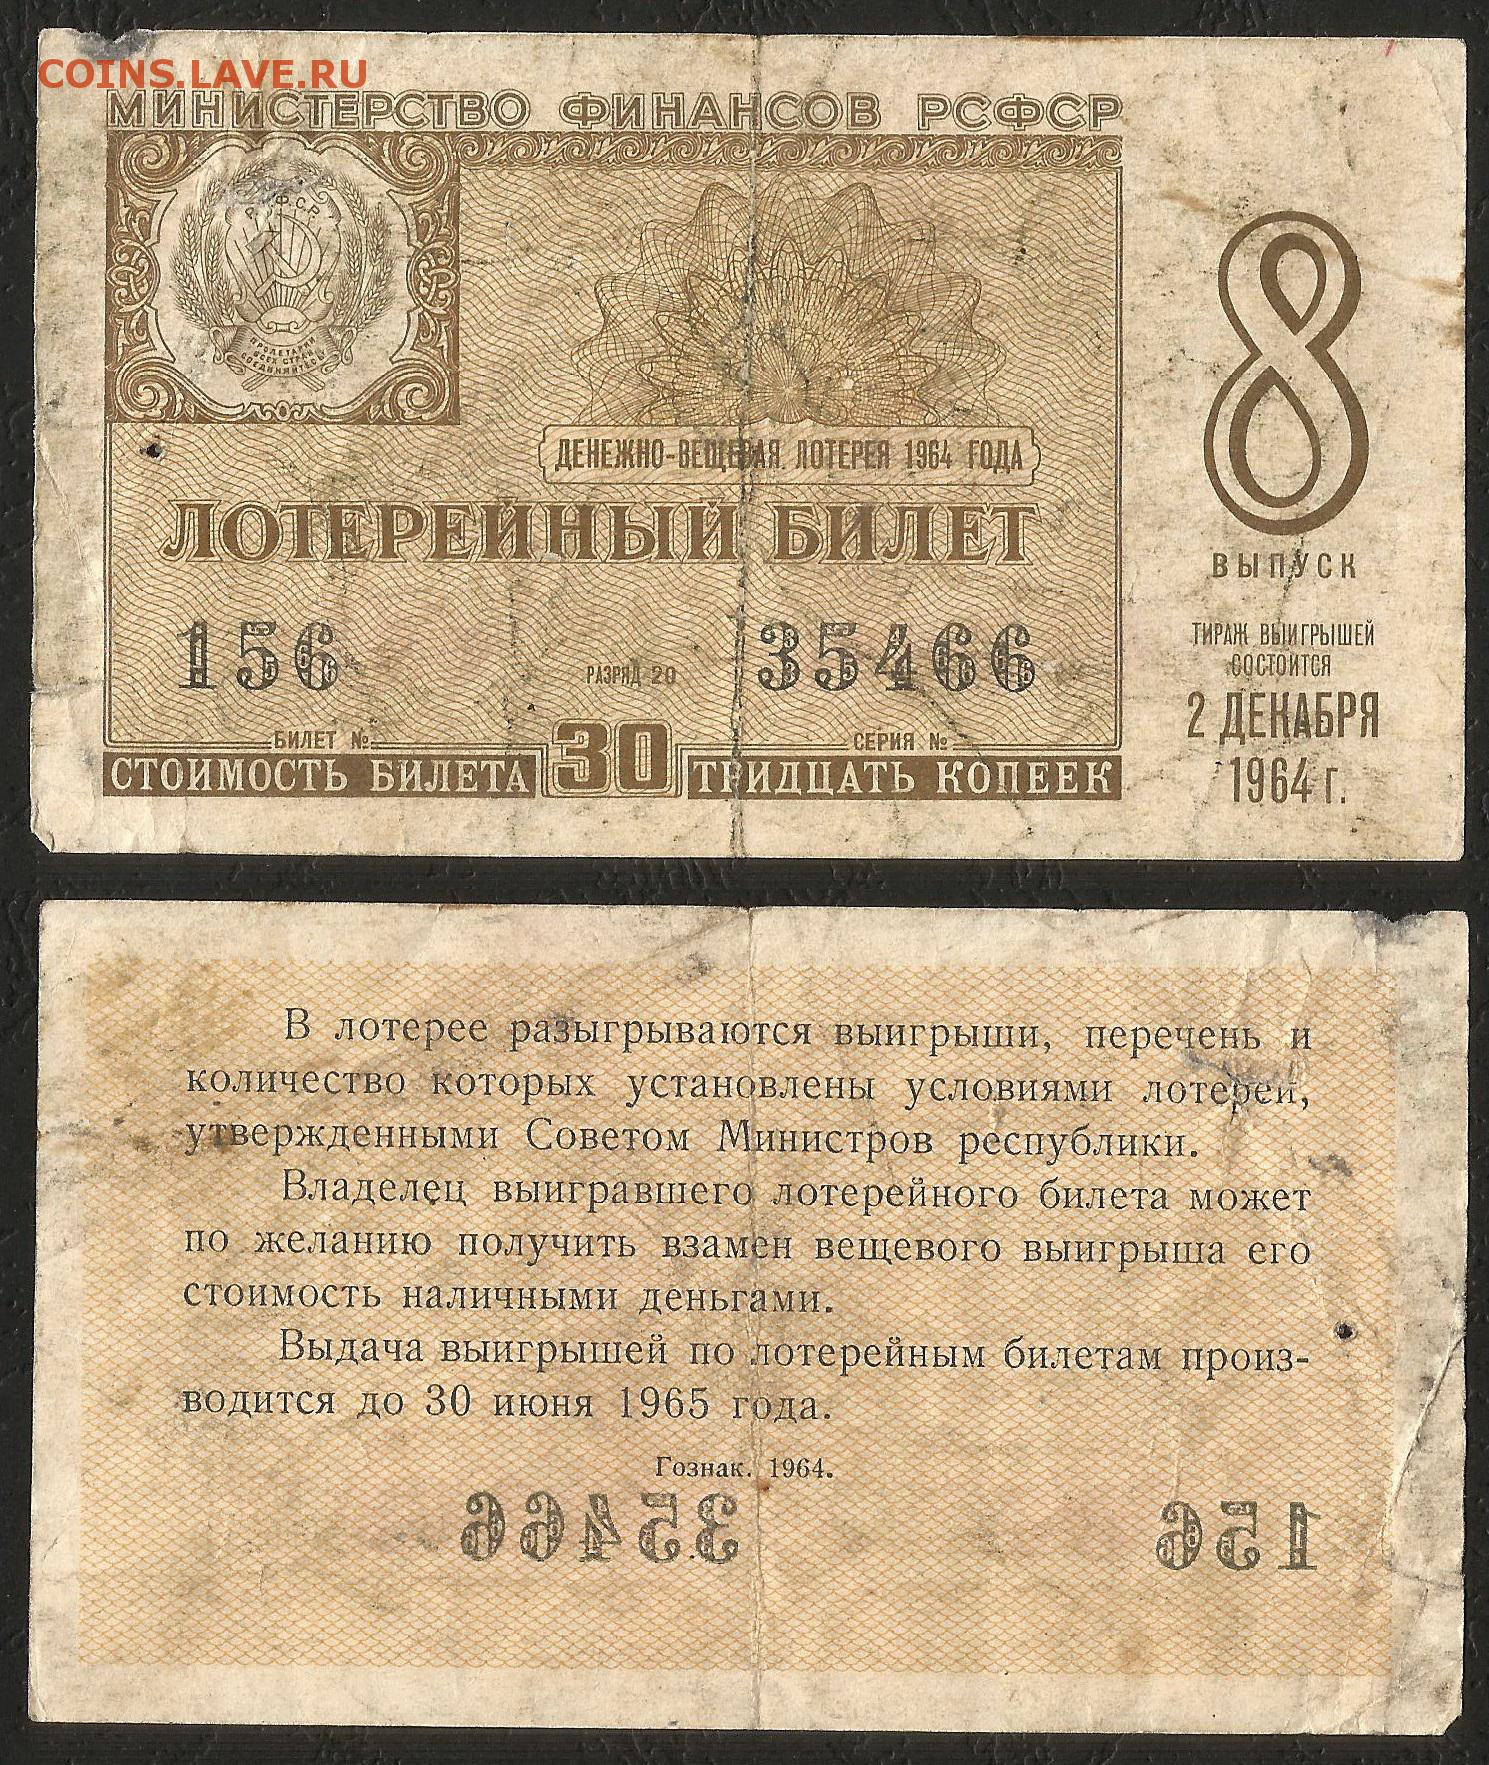 COINS.LAVE.RU
МИНИСТЕРСТВО ФИНАНСОВ РСФСР
Р.С.Ф.С.Р.
ПРОЛЕТАРИИ
ВСЕХ СТРАН
СОЕДИНЯЙТЕСЬ
ДЕНЕЖНО-ВЕЩЕВАЯ ЛОТЕРЕЯ 1964 ГОДА
ЛОТЕРЕЙНЫЙ БИЛЕТ
156 РАЗРЯД 20 35466
БИЛЕТ № СЕРИЯ №
СТОИМОСТЬ БИЛЕТА 30 ТРИДЦАТЬ КОПЕЕК
8
ВЫПУСК
ТИРАЖ ВЫИГРЫШЕЙ
СОСТОИТСЯ
2 ДЕКАБРЯ
1964 г.
В лотерее разыгрываются выигрыши, перечень и
количество которых установлены условиями лотереи,
утвержденными Советом Министров республики.
Владелец выигравшего лотерейного билета может
по желанию получить взамен вещевого выигрыша его
стоимость наличными деньгами.
Выдача выигрышей по лотерейным билетам произ-
водится до 30 июня 1965 года.
Гознак. 1964.
35466 156